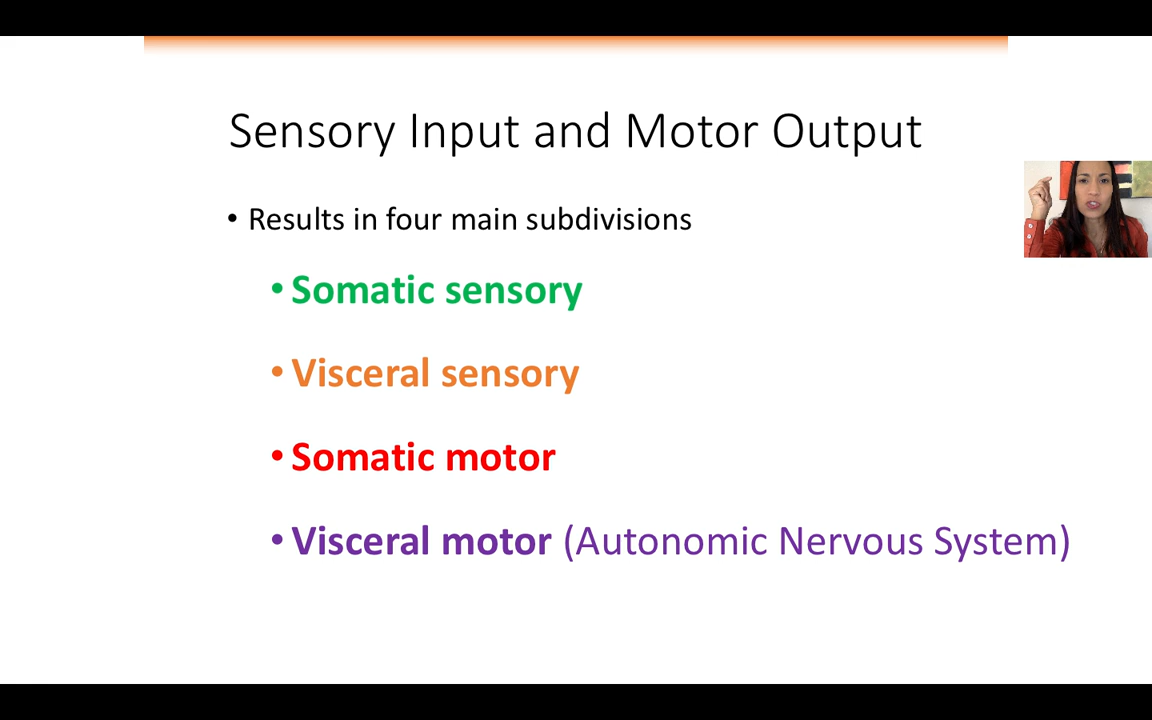 Sensory Input and Motor Output
• Results in four main subdivisions
• Somatic sensory
• Visceral sensory
• Somatic motor
• Visceral motor (Autonomic Nervous System)